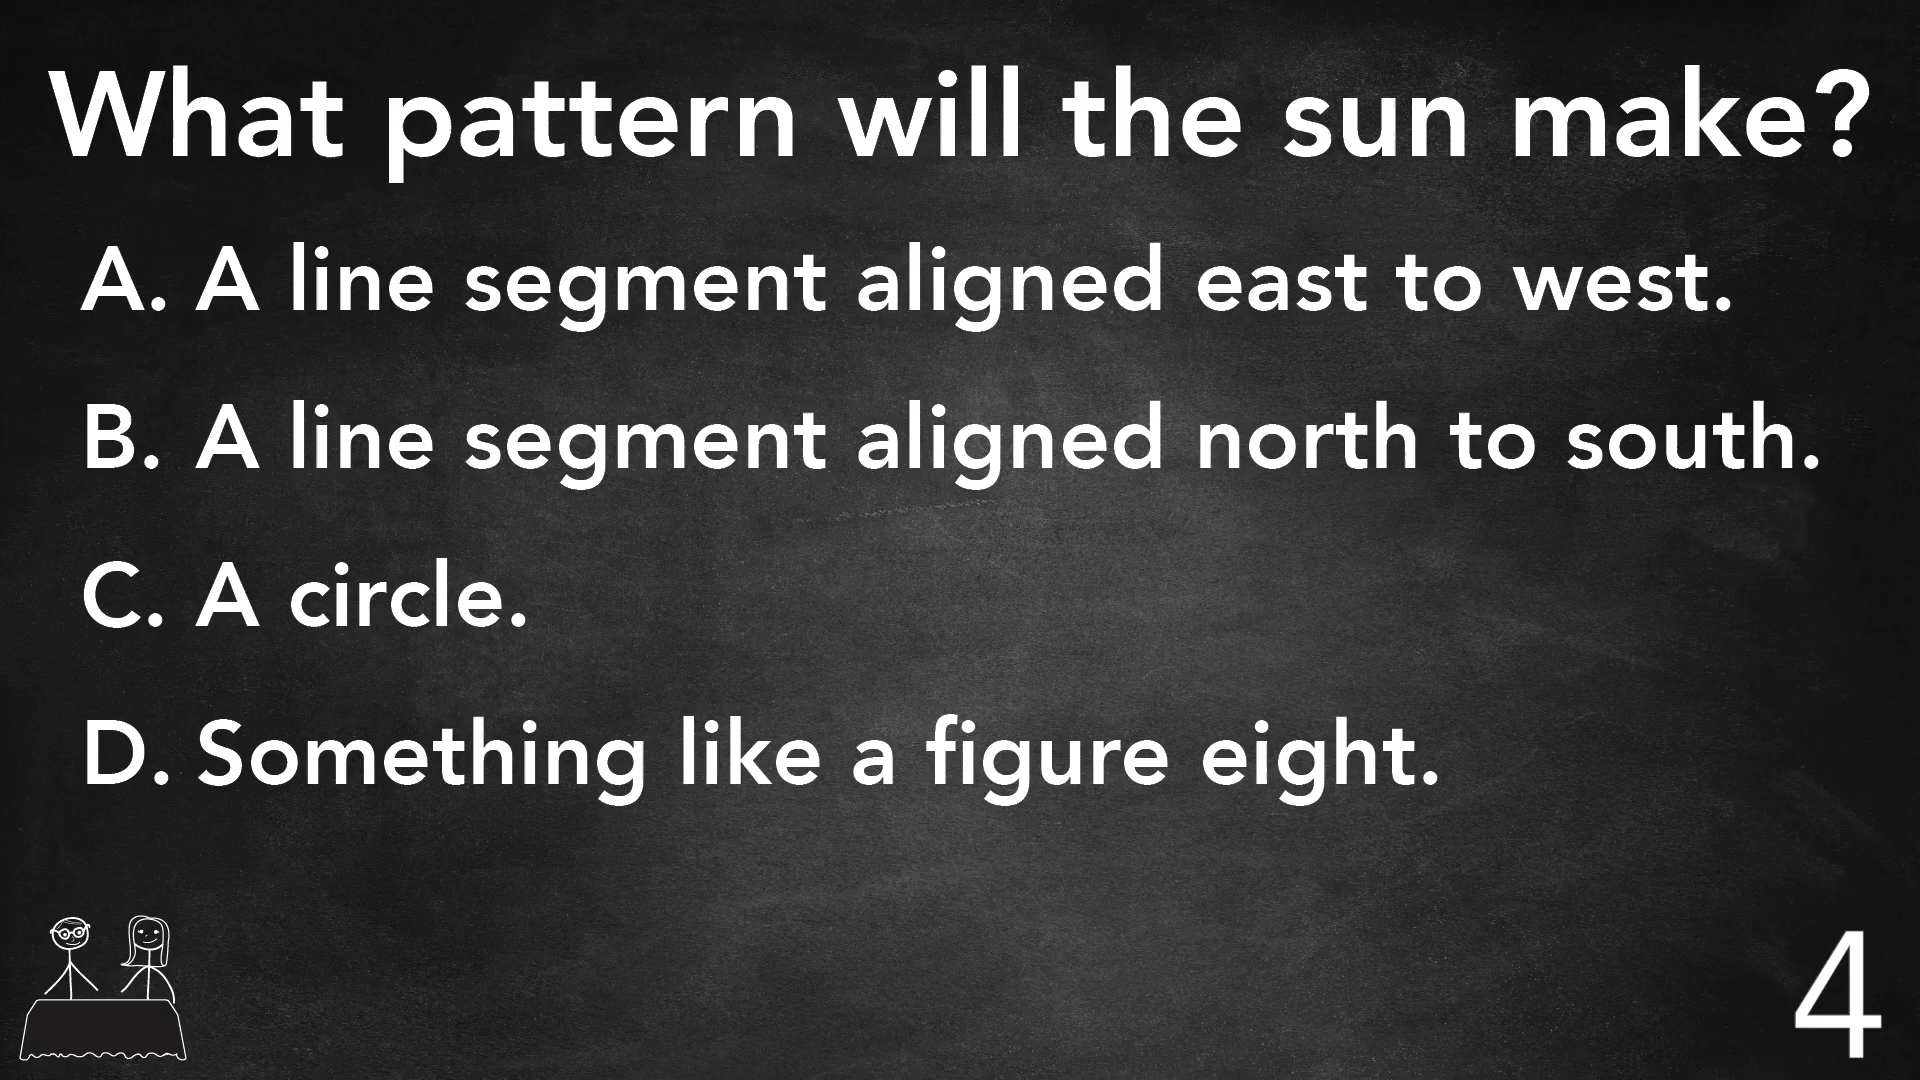 What pattern will the sun make?
A. A line segment aligned east to west.
B. A line segment aligned north to south.
C. A circle.
D. Something like a figure eight.
4